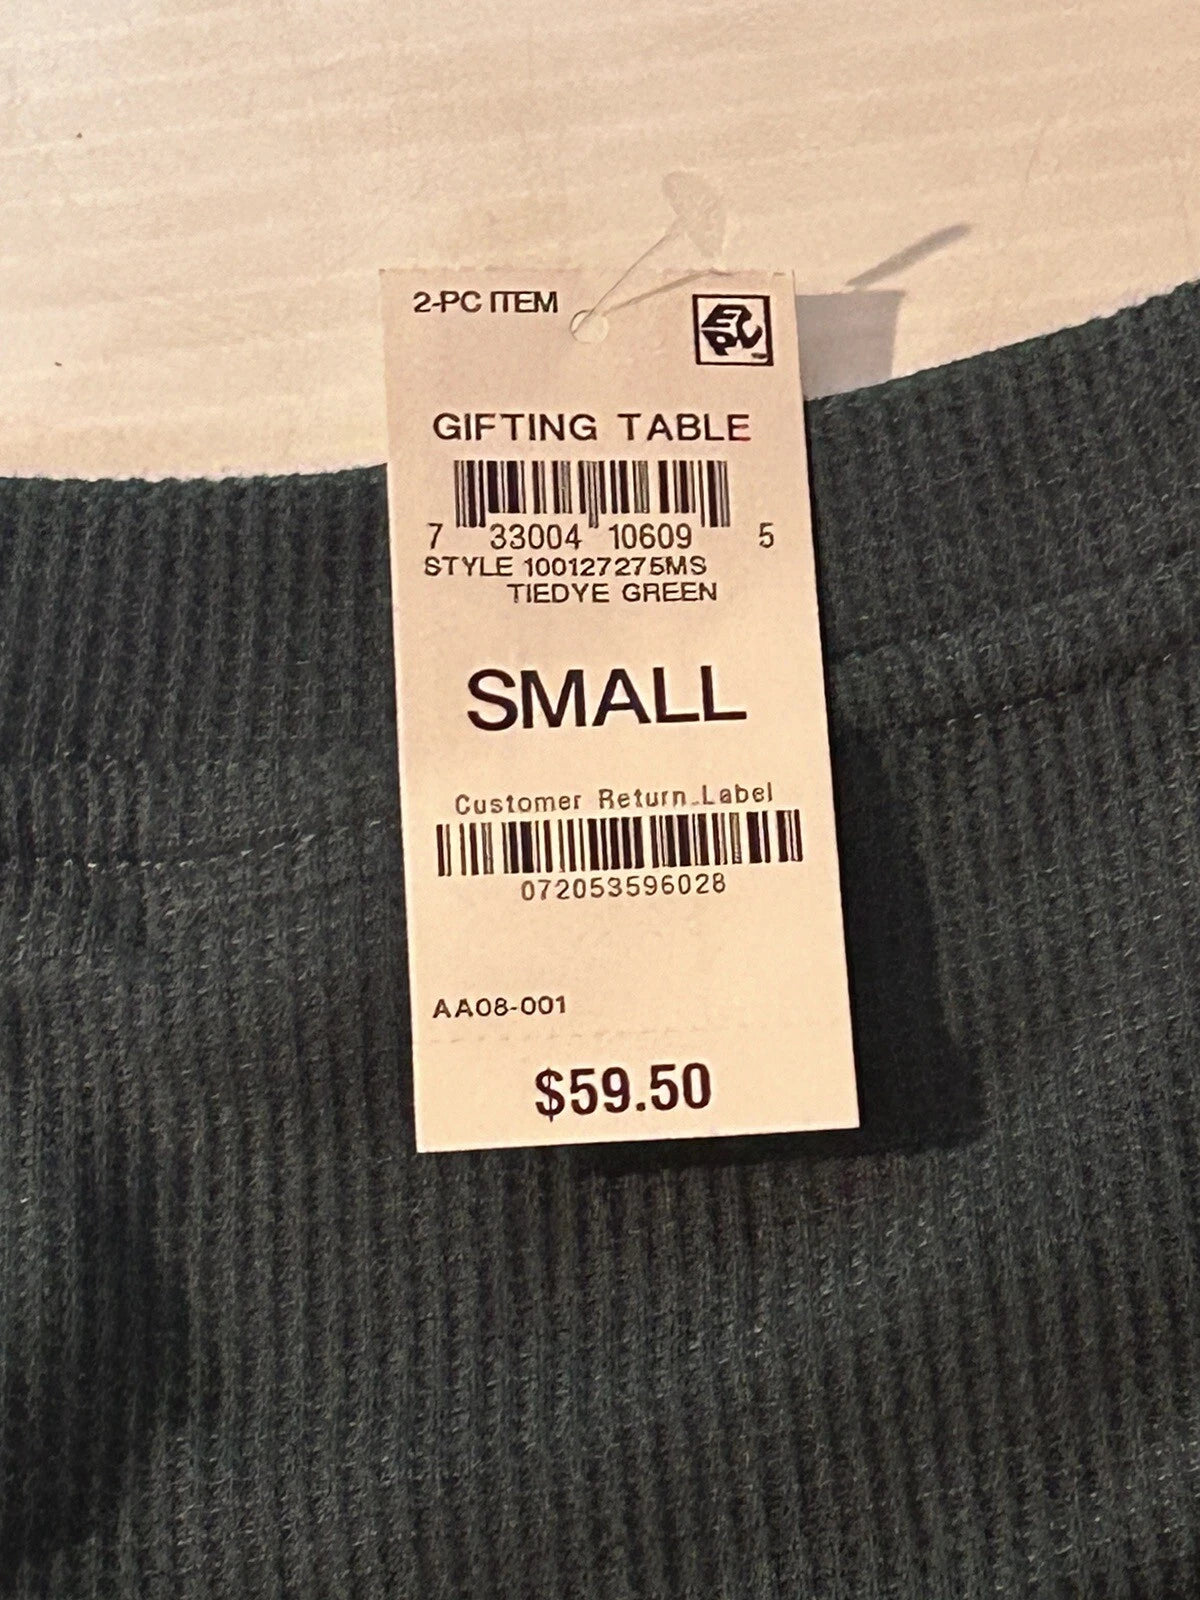 2-PC ITEM
EPC
GIFTING TABLE
7 33004 10609 5
STYLE 100127275MS
TIEDYE GREEN
SMALL
Customer Return Label
072053596028
AA08-001
$59.50